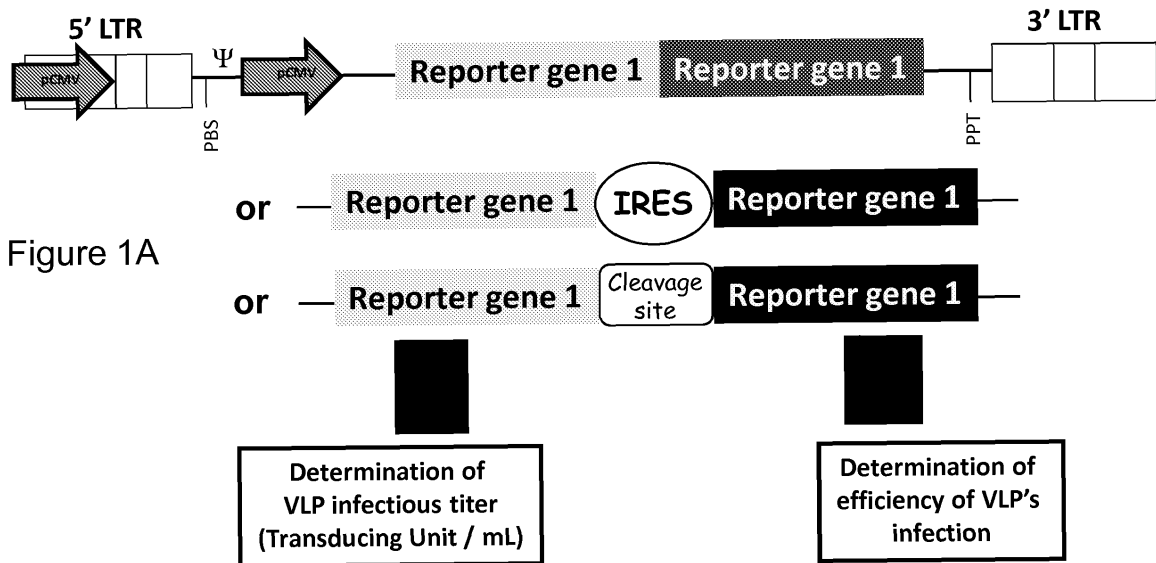 5' LTR
3' LTR
Ψ
pCMV
pCMV
Reporter gene 1
Reporter gene 1
PBS
PPT
or
Reporter gene 1
IRES
Reporter gene 1
Figure 1A
or
Reporter gene 1
Cleavage
site
Reporter gene 1
Determination of
VLP infectious titer
(Transducing Unit / mL)
Determination of
efficiency of VLP's
infection